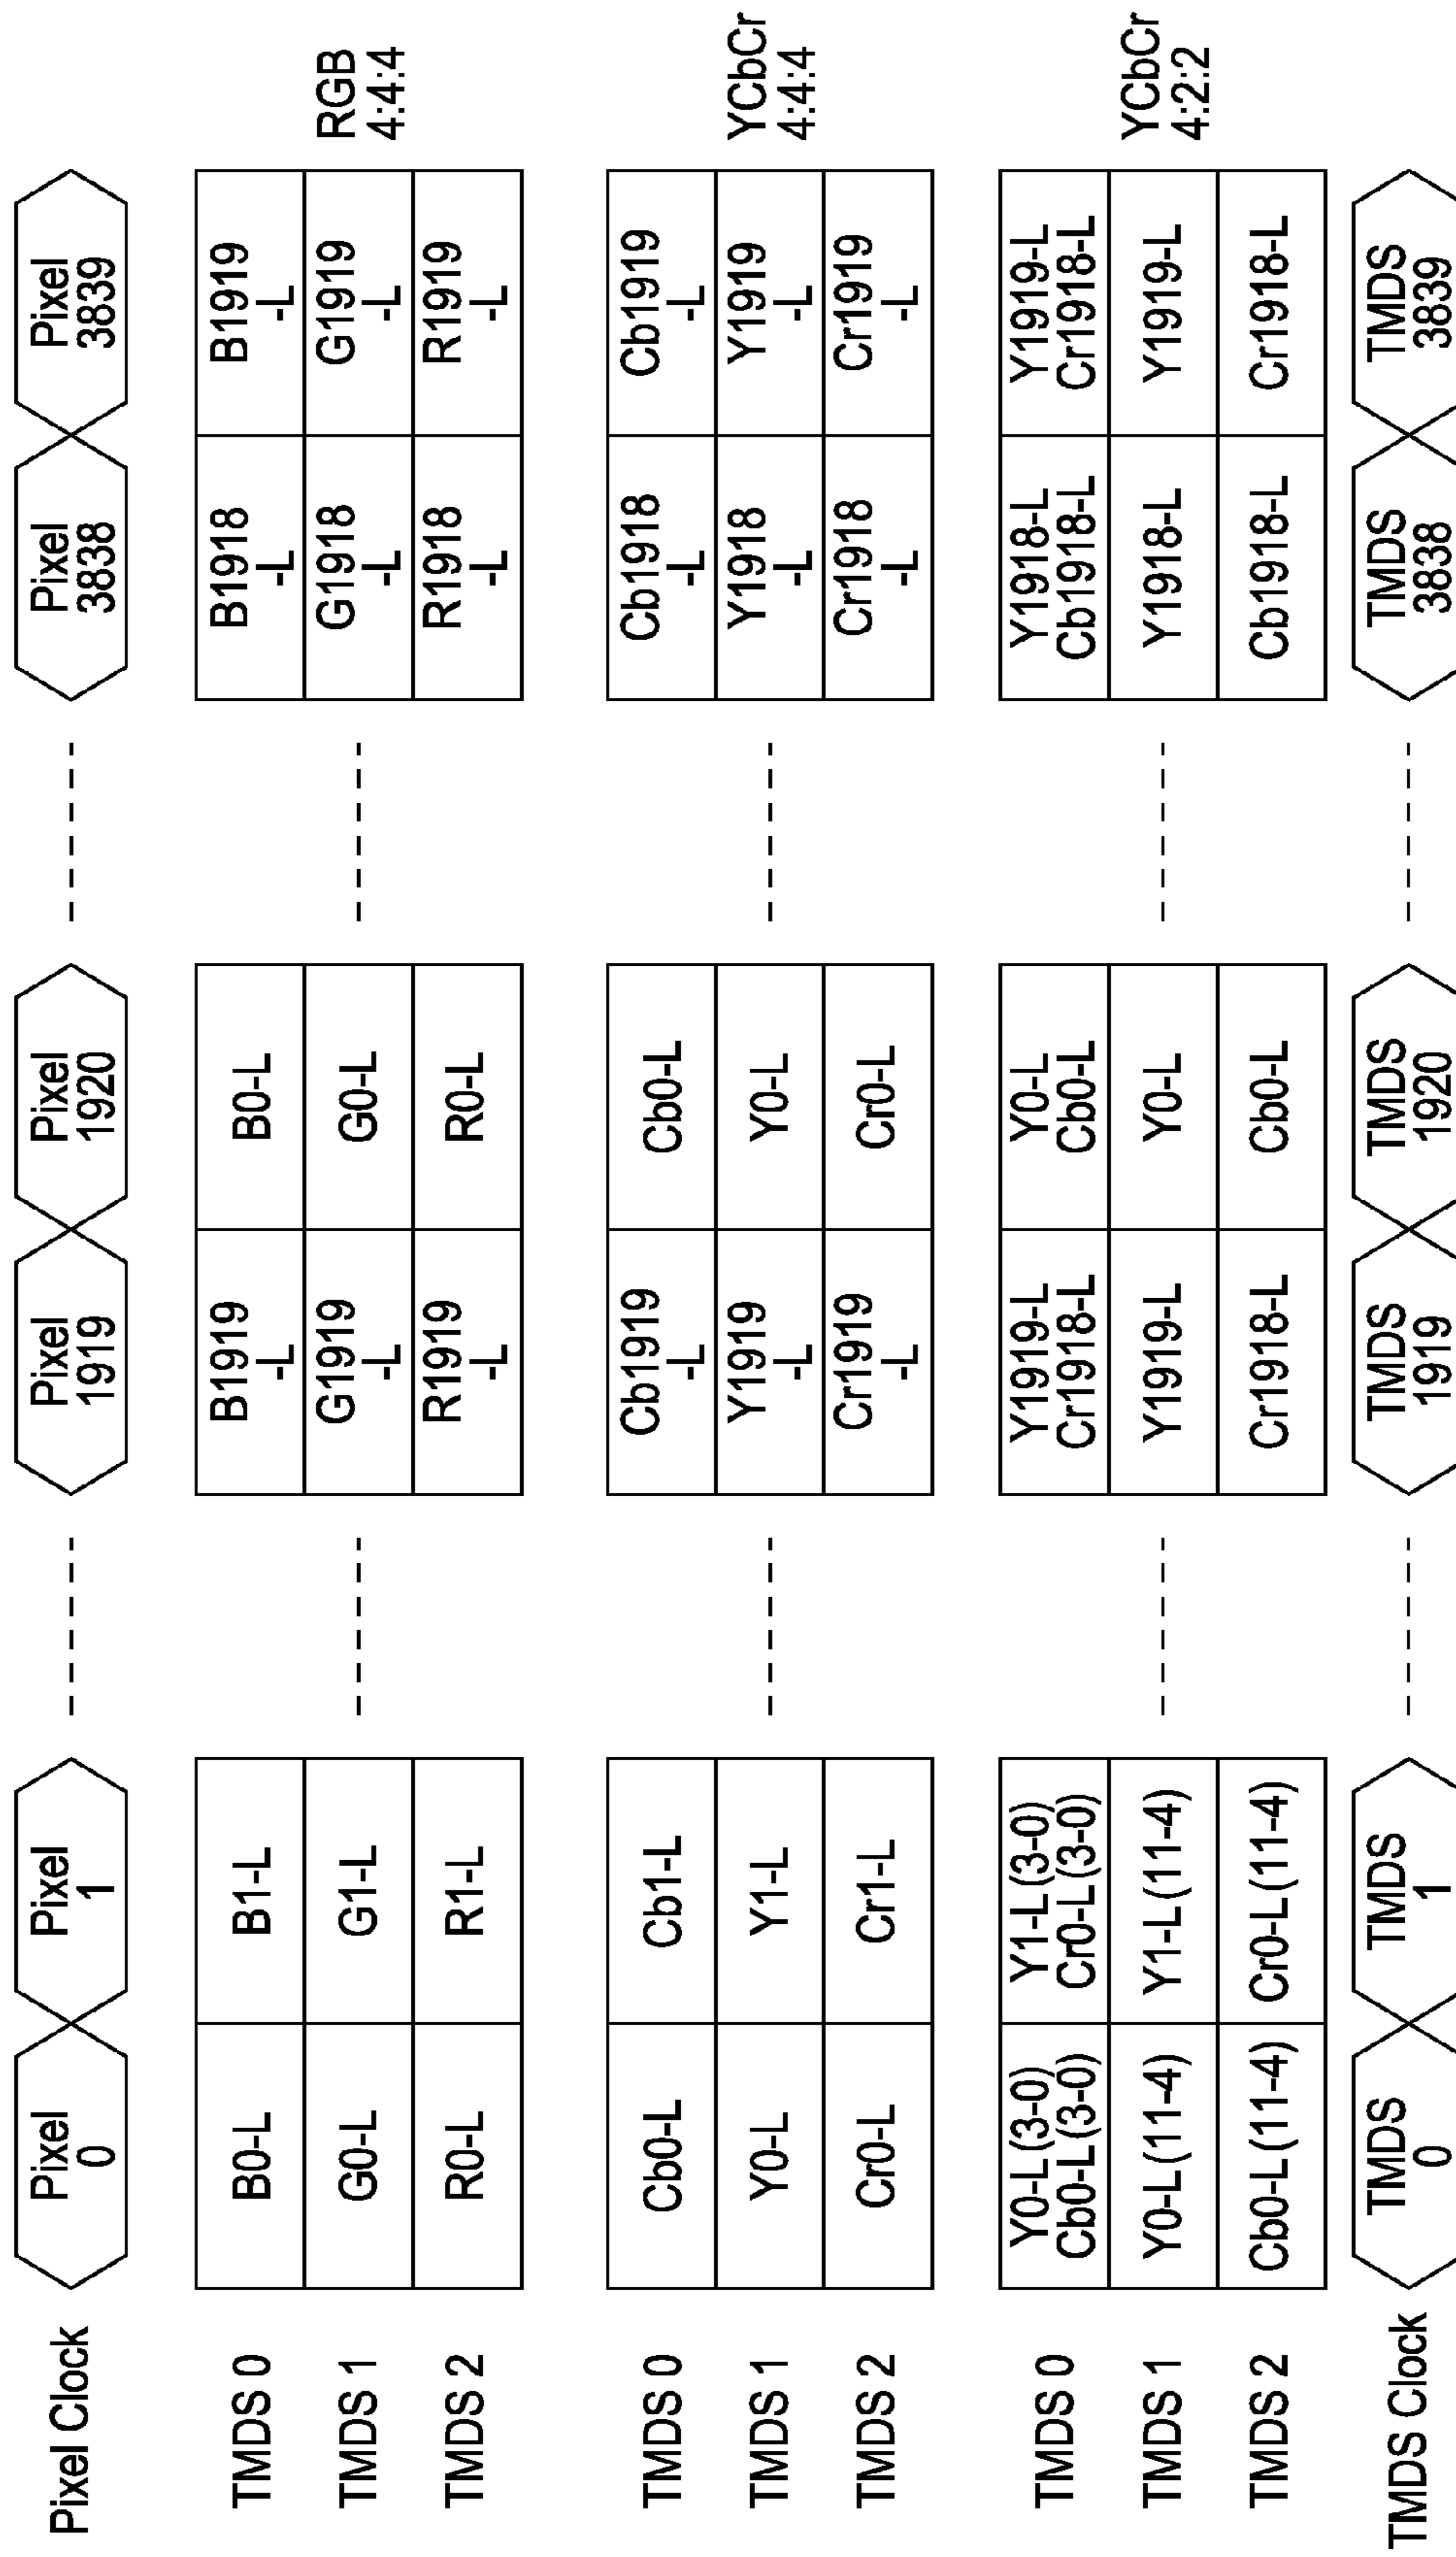 Pixel Clock
Pixel
0
Pixel
1
Pixel
1919
Pixel
1920
Pixel
3838
Pixel
3839
TMDS 0
B0-L
B1-L
B1919
-L
B0-L
B1918
-L
B1919
-L
TMDS 1
G0-L
G1-L
G1919
-L
G0-L
G1918
-L
G1919
-L
TMDS 2
R0-L
R1-L
R1919
-L
R0-L
R1918
-L
R1919
-L
RGB
4:4:4
TMDS 0
Cb0-L
Cb1-L
Cb1919
-L
Cb0-L
Cb1918
-L
Cb1919
-L
TMDS 1
Y0-L
Y1-L
Y1919
-L
Y0-L
Y1918
-L
Y1919
-L
TMDS 2
Cr0-L
Cr1-L
Cr1919
-L
Cr0-L
Cr1918
-L
Cr1919
-L
YCbCr
4:4:4
TMDS 0
Y0-L(3-0)
Cb0-L(3-0)
Y1-L(3-0)
Cr0-L(3-0)
Y1919-L
Cr1918-L
Y0-L
Cb0-L
Y1918-L
Cb1918-L
Y1919-L
Cr1918-L
TMDS 1
Y0-L(11-4)
Y1-L(11-4)
Y1919-L
Y0-L
Y1918-L
Y1919-L
TMDS 2
Cb0-L(11-4)
Cr0-L(11-4)
Cr1918-L
Cb0-L
Cb1918-L
Cr1918-L
YCbCr
4:2:2
TMDS Clock
TMDS
0
TMDS
1
TMDS
1919
TMDS
1920
TMDS
3838
TMDS
3839